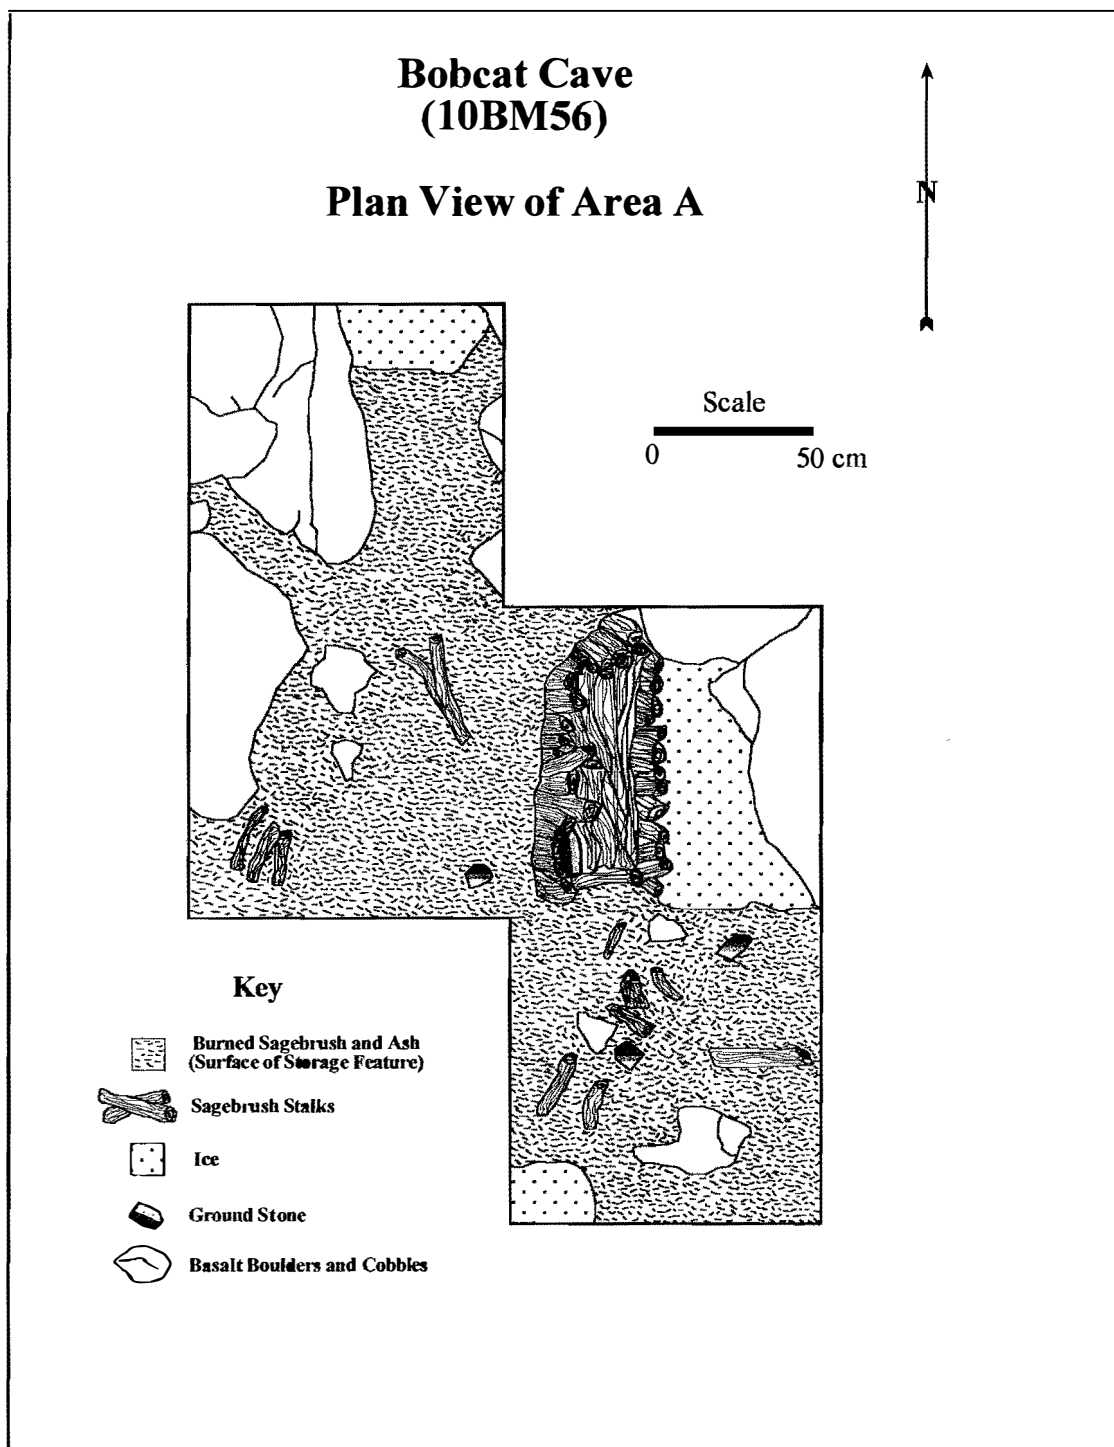 Bobcat Cave
(10BM56)
Plan View of Area A
N
Scale
0 50 cm
Key
Burned Sagebrush and Ash
(Surface of Storage Feature)
Sagebrush Stalks
Ice
Ground Stone
Basalt Boulders and Cobbles